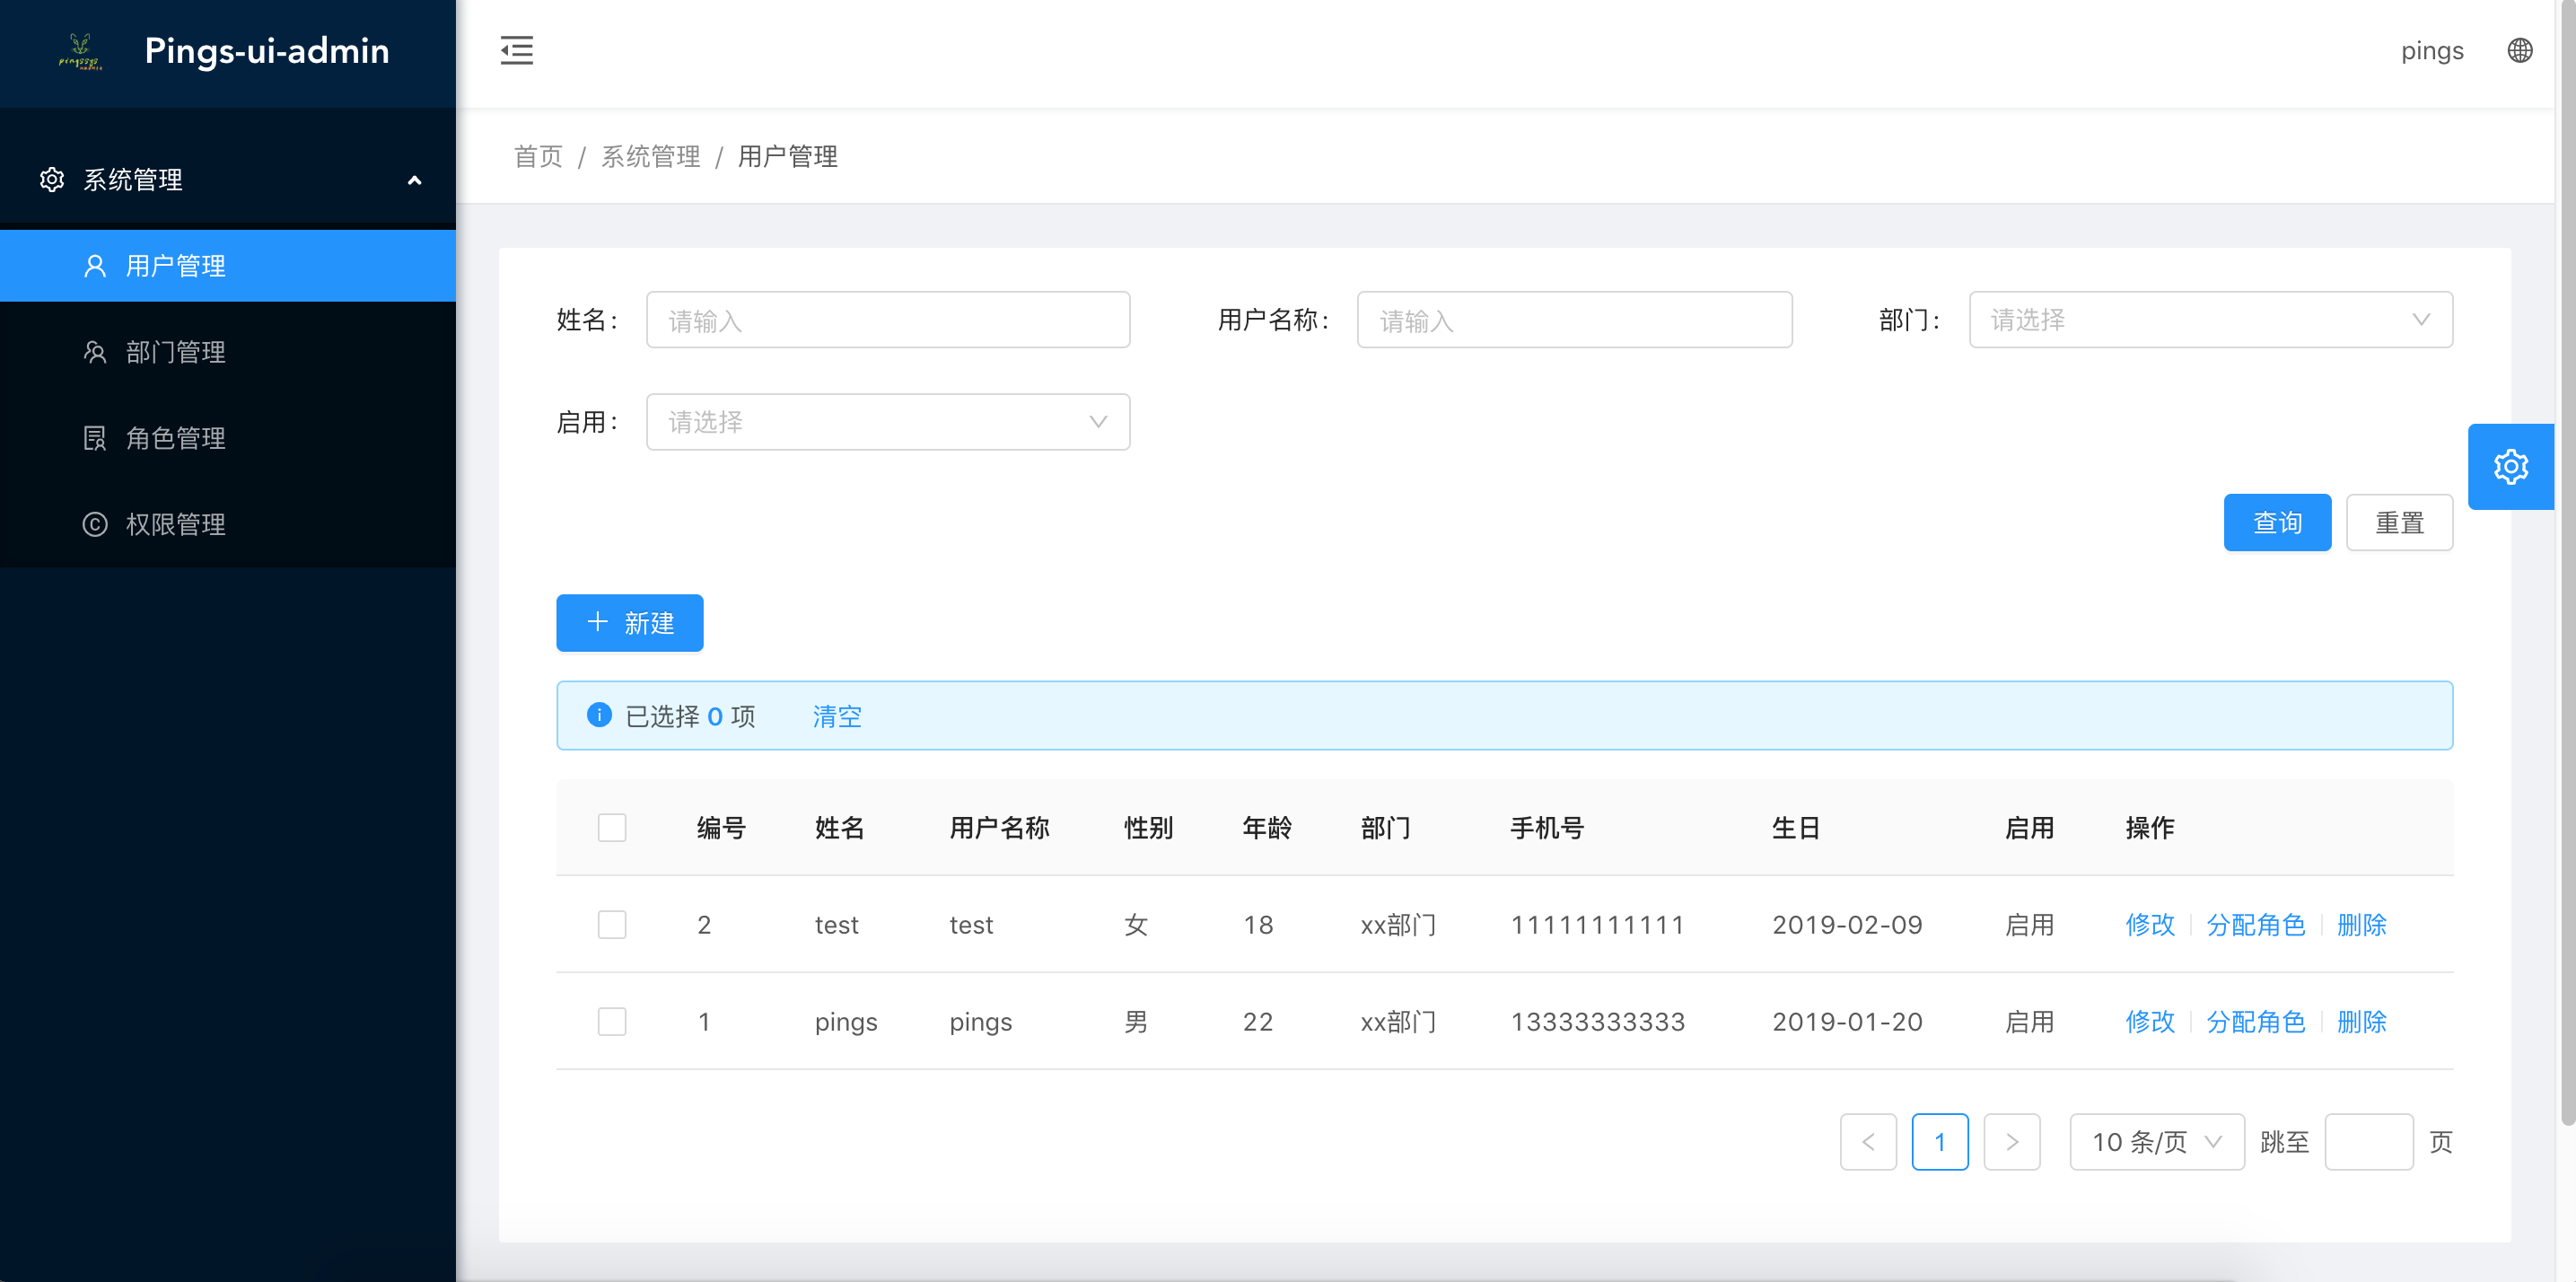 Pings-ui-admin
pings
首页 / 系统管理 / 用户管理
系统管理
用户管理
部门管理
角色管理
权限管理
姓名： 请输入 用户名称： 请输入 部门： 请选择
启用： 请选择
查询 重置
新建
已选择 0 项 清空
编号 姓名 用户名称 性别 年龄 部门 手机号 生日 启用 操作
2 test test 女 18 xx部门 11111111111 2019-02-09 启用 修改 分配角色 删除
1 pings pings 男 22 xx部门 13333333333 2019-01-20 启用 修改 分配角色 删除
1 10 条/页 跳至 页